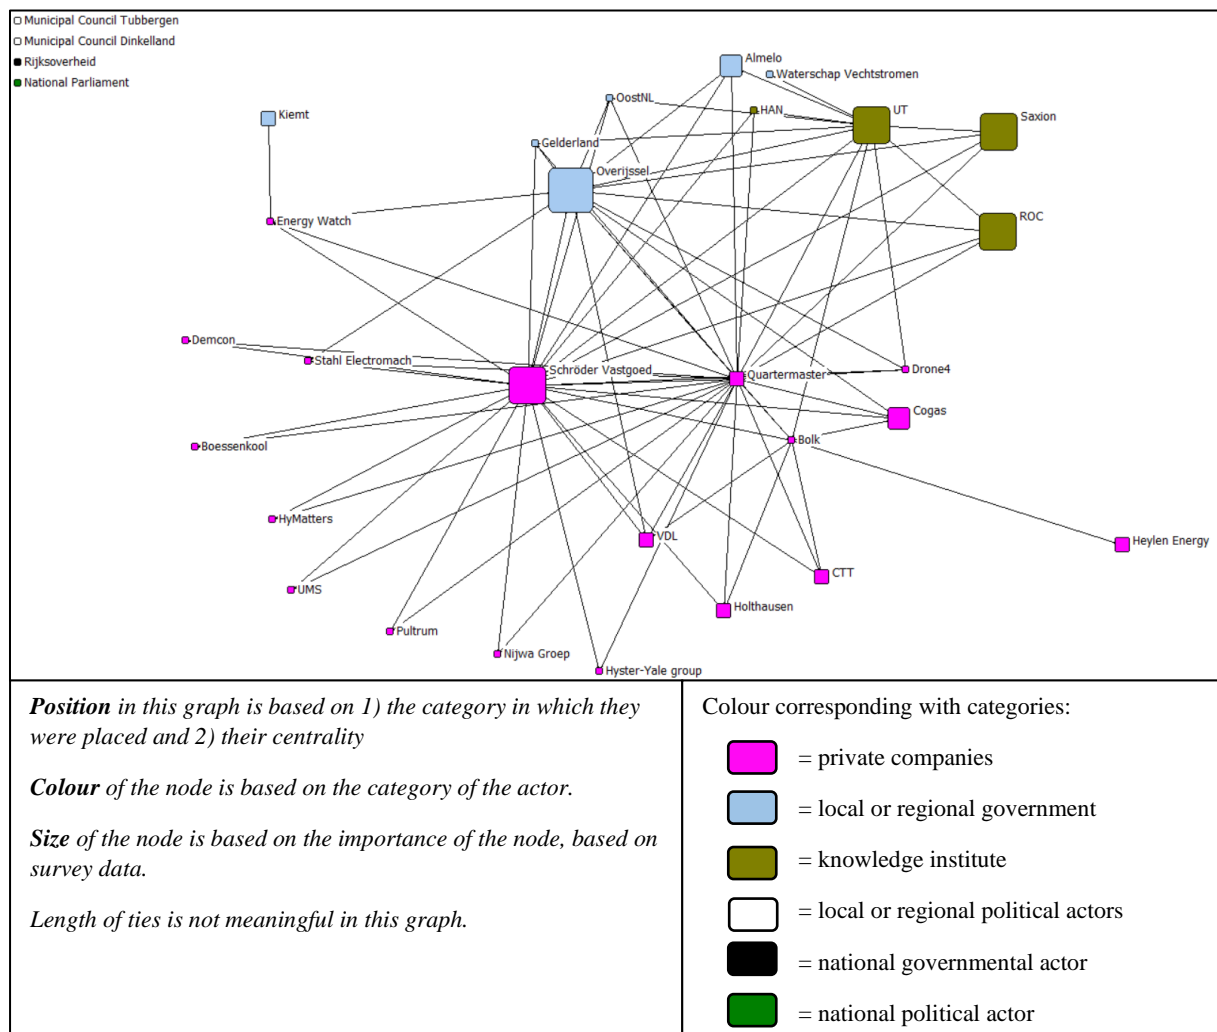 Municipal Council Tubbergen
Municipal Council Dinkelland
Rijksoverheid
National Parliament
Almelo
Waterschap Vechtstromen
OostNL
HAN
UT
Saxion
Kiemt
Gelderland
Overijssel
ROC
Energy Watch
Demcon
Stahl Electromach
Schröder Vastgoed
Quartermaster
Drone4
Cogas
Boessenkool
Bolk
HyMatters
VDL
Heylen Energy
CTT
UMS
Holthausen
Pultrum
Nijwa Groep
Hyster-Yale group
Position in this graph is based on 1) the category in which they
were placed and 2) their centrality
Colour of the node is based on the category of the actor.
Size of the node is based on the importance of the node, based on
survey data.
Length of ties is not meaningful in this graph.
Colour corresponding with categories:
= private companies
= local or regional government
= knowledge institute
= local or regional political actors
= national governmental actor
= national political actor